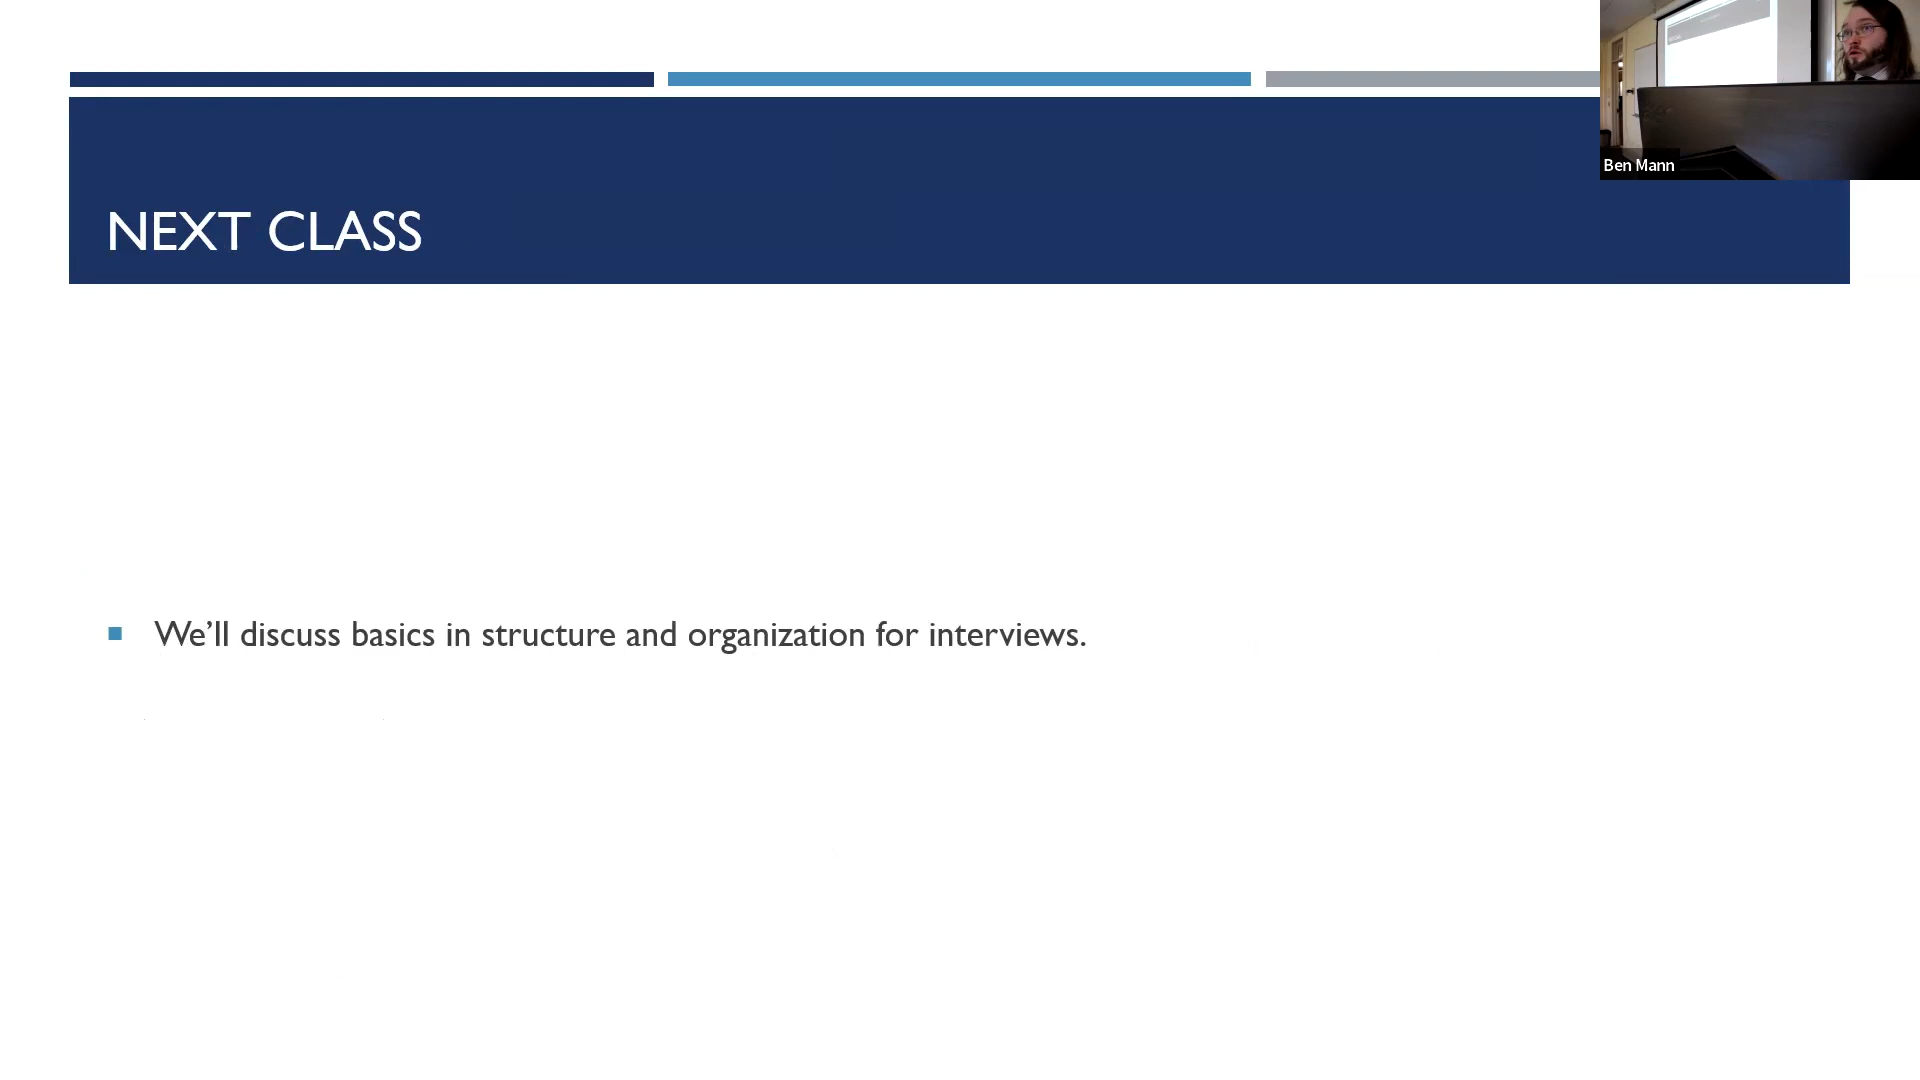 Ben Mann
NEXT CLASS
We’ll discuss basics in structure and organization for interviews.